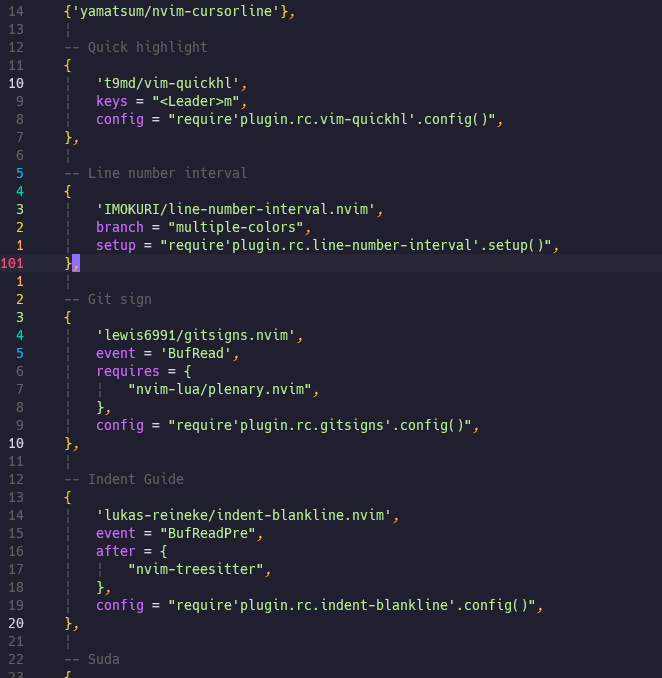 14 {'yamatsum/nvim-cursorline'},
13
12 -- Quick highlight
11 {
10 't9md/vim-quickhl',
9 keys = "<Leader>m",
8 config = "require'plugin.rc.vim-quickhl'.config()",
7 },
6
5 -- Line number interval
4 {
3 'IMOKURI/line-number-interval.nvim',
2 branch = "multiple-colors",
1 setup = "require'plugin.rc.line-number-interval'.setup()",
101 },
1
2 -- Git sign
3 {
4 'lewis6991/gitsigns.nvim',
5 event = 'BufRead',
6 requires = {
7 "nvim-lua/plenary.nvim",
8 },
9 config = "require'plugin.rc.gitsigns'.config()",
10 },
11
12 -- Indent Guide
13 {
14 'lukas-reineke/indent-blankline.nvim',
15 event = "BufReadPre",
16 after = {
17 "nvim-treesitter",
18 },
19 config = "require'plugin.rc.indent-blankline'.config()",
20 },
21
22 -- Suda
23 {